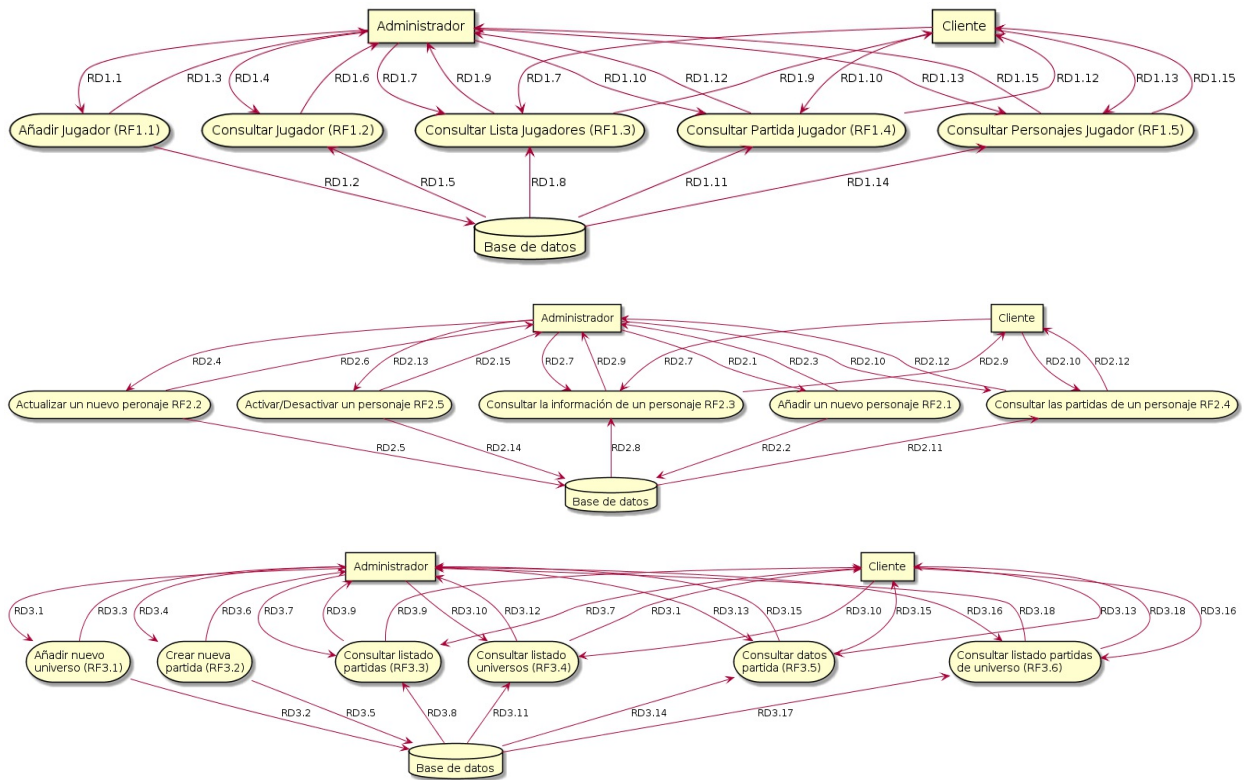 Administrador
Cliente
RD1.1
RD1.3
RD1.4
RD1.6
RD1.7
RD1.9
RD1.10
RD1.12
RD1.7
RD1.13
RD1.15
RD1.9
RD1.10
RD1.12
RD1.13
RD1.15
Añadir Jugador (RF1.1)
Consultar Jugador (RF1.2)
Consultar Lista Jugadores (RF1.3)
Consultar Partida Jugador (RF1.4)
Consultar Personajes Jugador (RF1.5)
RD1.2
RD1.5
RD1.8
RD1.11
RD1.14
Base de datos
Administrador
Cliente
RD2.4
RD2.6
RD2.13
RD2.15
RD2.7
RD2.9
RD2.7
RD2.1
RD2.3
RD2.10
RD2.12
RD2.9
RD2.10
RD2.12
Actualizar un nuevo peronaje RF2.2
Activar/Desactivar un personaje RF2.5
Consultar la información de un personaje RF2.3
Añadir un nuevo personaje RF2.1
Consultar las partidas de un personaje RF2.4
RD2.5
RD2.14
RD2.8
RD2.2
RD2.11
Base de datos
Administrador
Cliente
RD3.1
RD3.3
RD3.4
RD3.6
RD3.7
RD3.9
RD3.9
RD3.10
RD3.12
RD3.7
RD3.1
RD3.13
RD3.15
RD3.10
RD3.15
RD3.16
RD3.18
RD3.13
RD3.18
RD3.16
Añadir nuevo
universo (RF3.1)
Crear nueva
partida (RF3.2)
Consultar listado
partidas (RF3.3)
Consultar listado
universos (RF3.4)
Consultar datos
partida (RF3.5)
Consultar listado partidas
de universo (RF3.6)
RD3.2
RD3.5
RD3.8
RD3.11
RD3.14
RD3.17
Base de datos